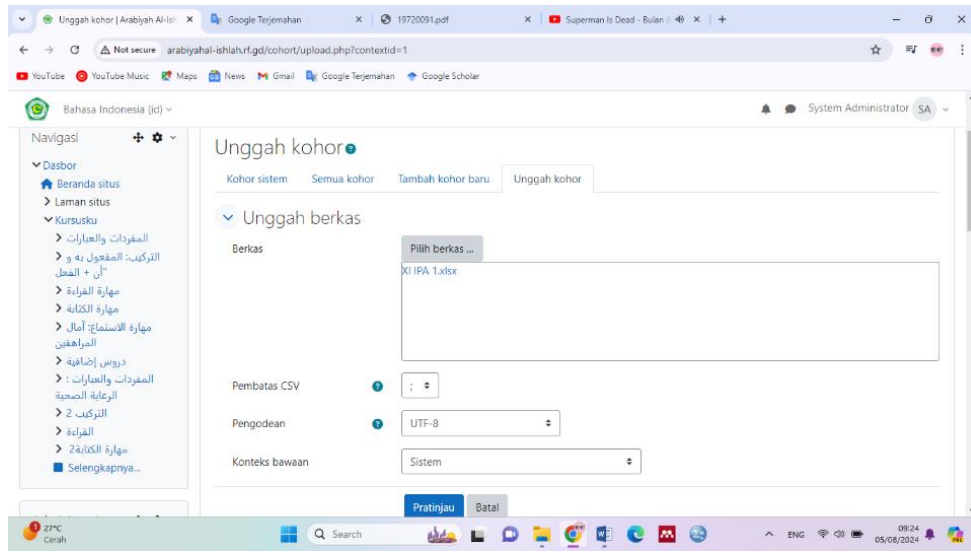 Unggah kohor | Arabiyah Al-Ish
Google Terjemahan
19720091.pdf
Superman Is Dead - Bulan
Not secure arabiyahal-ishlah.rf.gd/cohort/upload.php?contextid=1
YouTube YouTube Music Maps News Gmail Google Terjemahan Google Scholar
Bahasa Indonesia (id)
System Administrator SA
Navigasi
Dasbor
Beranda situs
Laman situs
Kursusku
المفردات والعبارات
التركيب: المفعول به و
"أن + الفعل
مهارة القراءة
مهارة الكتابة
مهارة الاستماع: آمال
المراهقين
دروس إضافية
المفردات والعبارات :
الرعاية الصحية
التركيب 2
القراءة
مهارة الكتابة2
Selengkapnya...
Unggah kohor
Kohor sistem Semua kohor Tambah kohor baru Unggah kohor
Unggah berkas
Berkas
Pilih berkas ...
XI IPA 1.xlsx
Pembatas CSV ;
Pengodean UTF-8
Konteks bawaan Sistem
Pratinjau Batal
1
27°C
Cerah
Search
ENG
09:24
05/08/2024